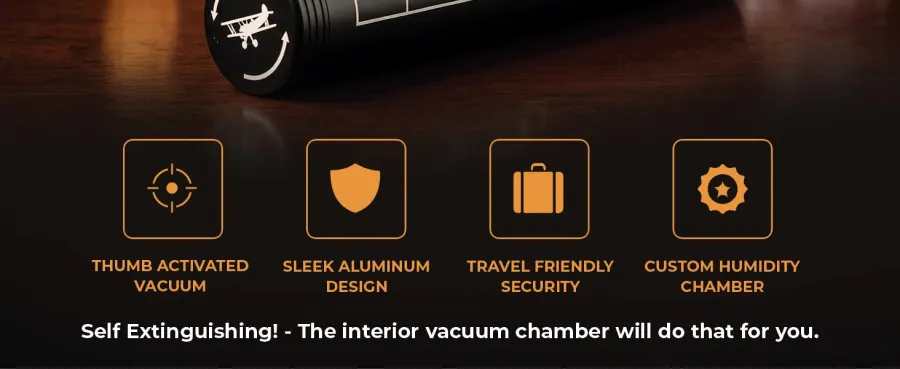 THUMB ACTIVATED
VACUUM
SLEEK ALUMINUM
DESIGN
TRAVEL FRIENDLY
SECURITY
CUSTOM HUMIDITY
CHAMBER
Self Extinguishing! - The interior vacuum chamber will do that for you.